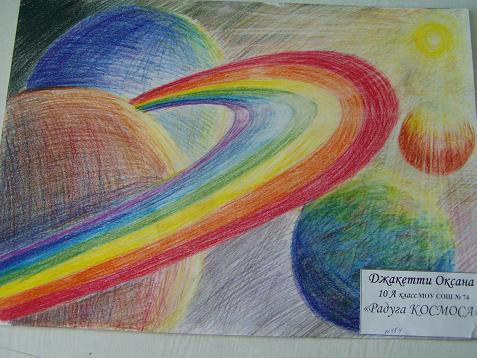 Джакетти Оксана
10 А класс МОУ СОШ № 74
«Радуга КОСМОСА»